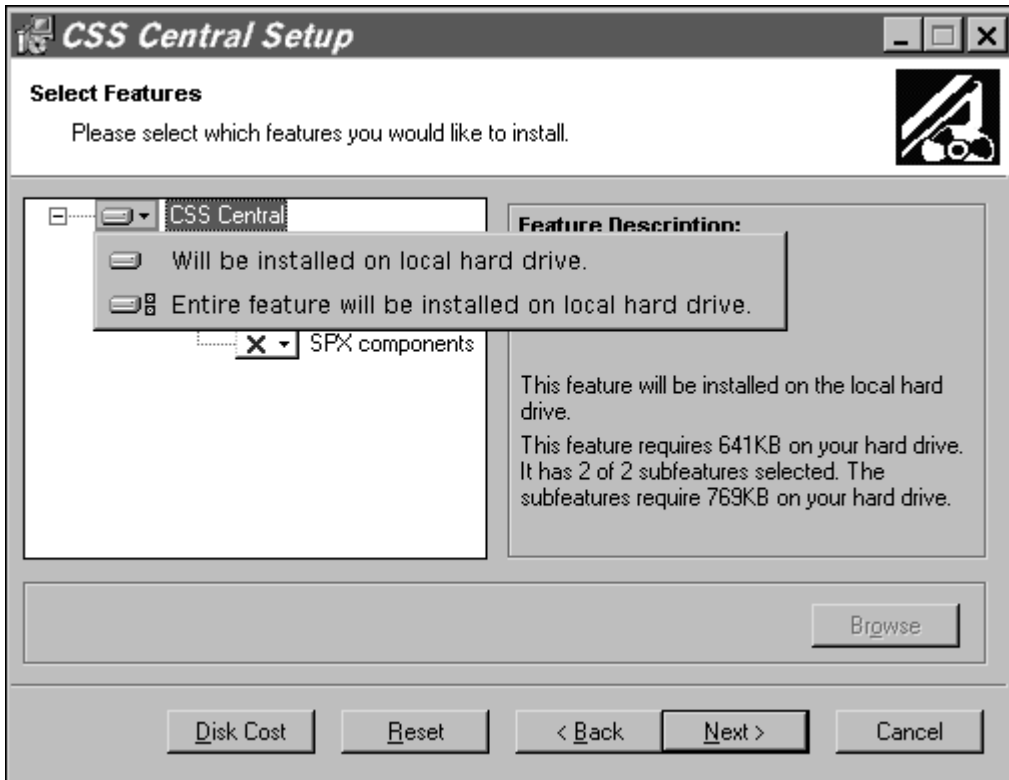 CSS Central Setup
Select Features
Please select which features you would like to install.
CSS Central
Feature Description:
Will be installed on local hard drive.
Entire feature will be installed on local hard drive.
SPX components
This feature will be installed on the local hard
drive.
This feature requires 641KB on your hard drive.
It has 2 of 2 subfeatures selected. The
subfeatures require 769KB on your hard drive.
Browse
Disk Cost
Reset
< Back
Next >
Cancel